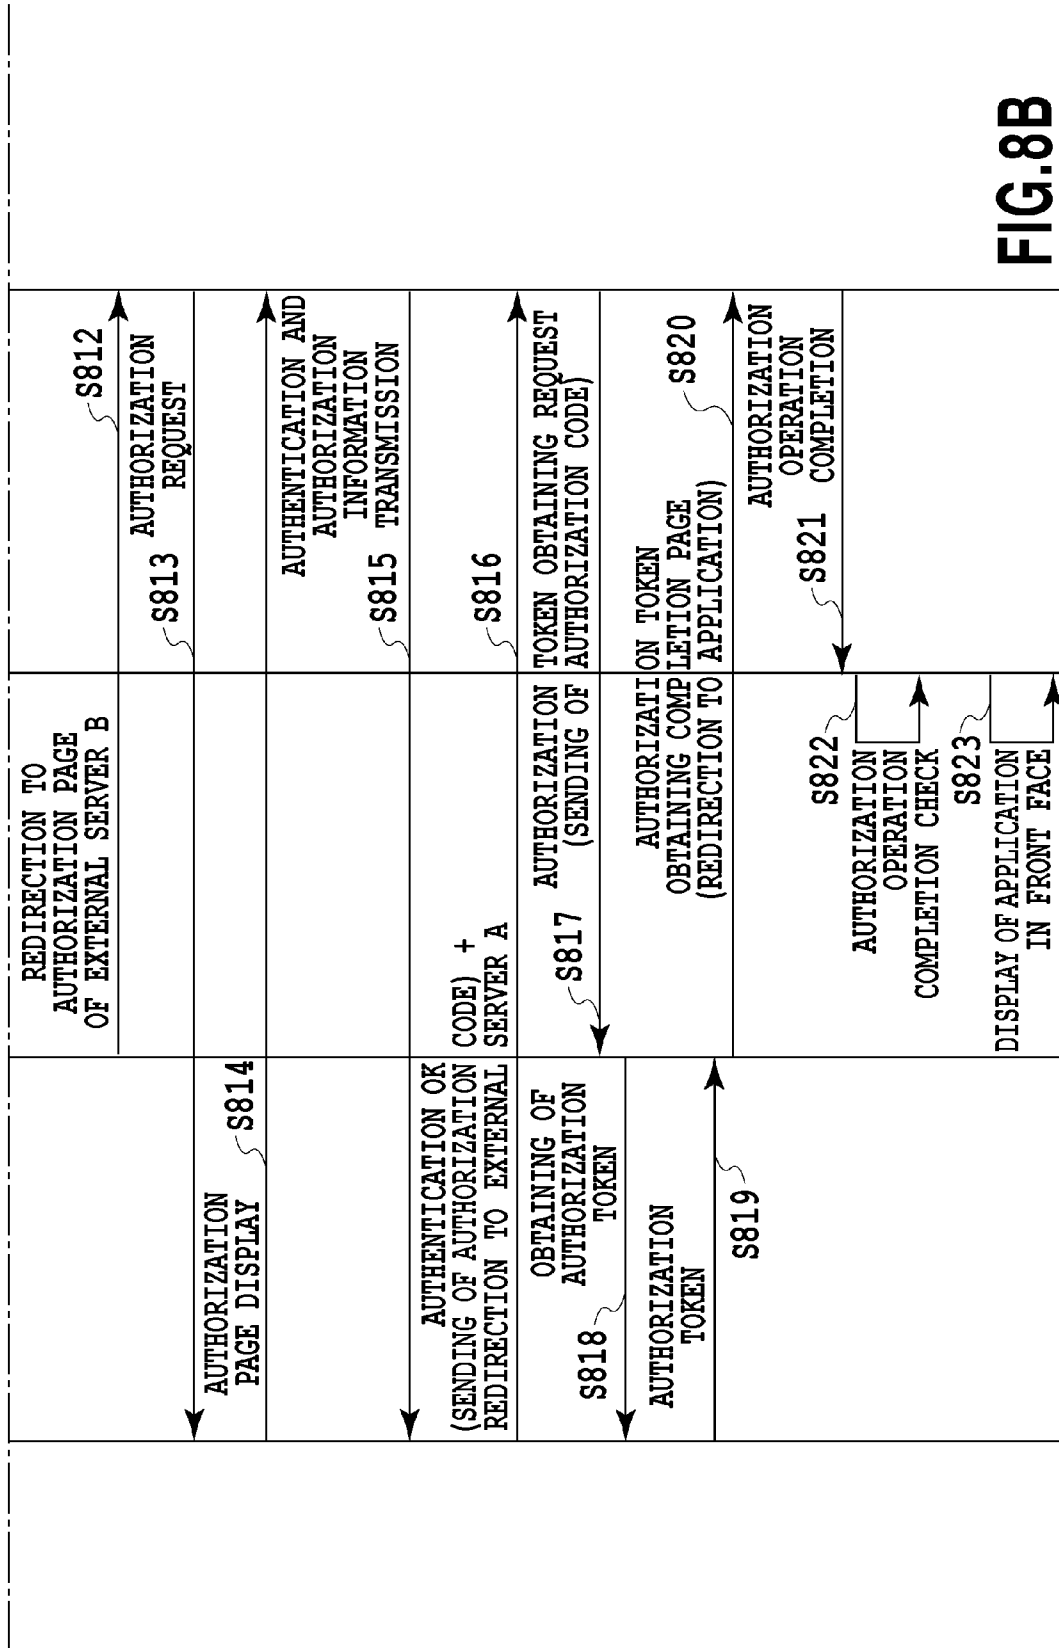 REDIRECTION TO
AUTHORIZATION PAGE
OF EXTERNAL SERVER B
S812
AUTHORIZATION
REQUEST
S813
AUTHORIZATION
PAGE DISPLAY
S814
AUTHENTICATION AND
AUTHORIZATION
INFORMATION
TRANSMISSION
S815
AUTHENTICATION OK
(SENDING OF AUTHORIZATION CODE) +
REDIRECTION TO EXTERNAL SERVER A
S816
AUTHORIZATION TOKEN OBTAINING REQUEST
(SENDING OF AUTHORIZATION CODE)
S817
OBTAINING OF
AUTHORIZATION
TOKEN
S818
AUTHORIZATION
TOKEN
S819
AUTHORIZATION TOKEN
OBTAINING COMPLETION PAGE
(REDIRECTION TO APPLICATION)
S820
AUTHORIZATION
OPERATION
COMPLETION
S821
S822
AUTHORIZATION
OPERATION
COMPLETION CHECK
S823
DISPLAY OF APPLICATION
IN FRONT FACE
FIG.8B